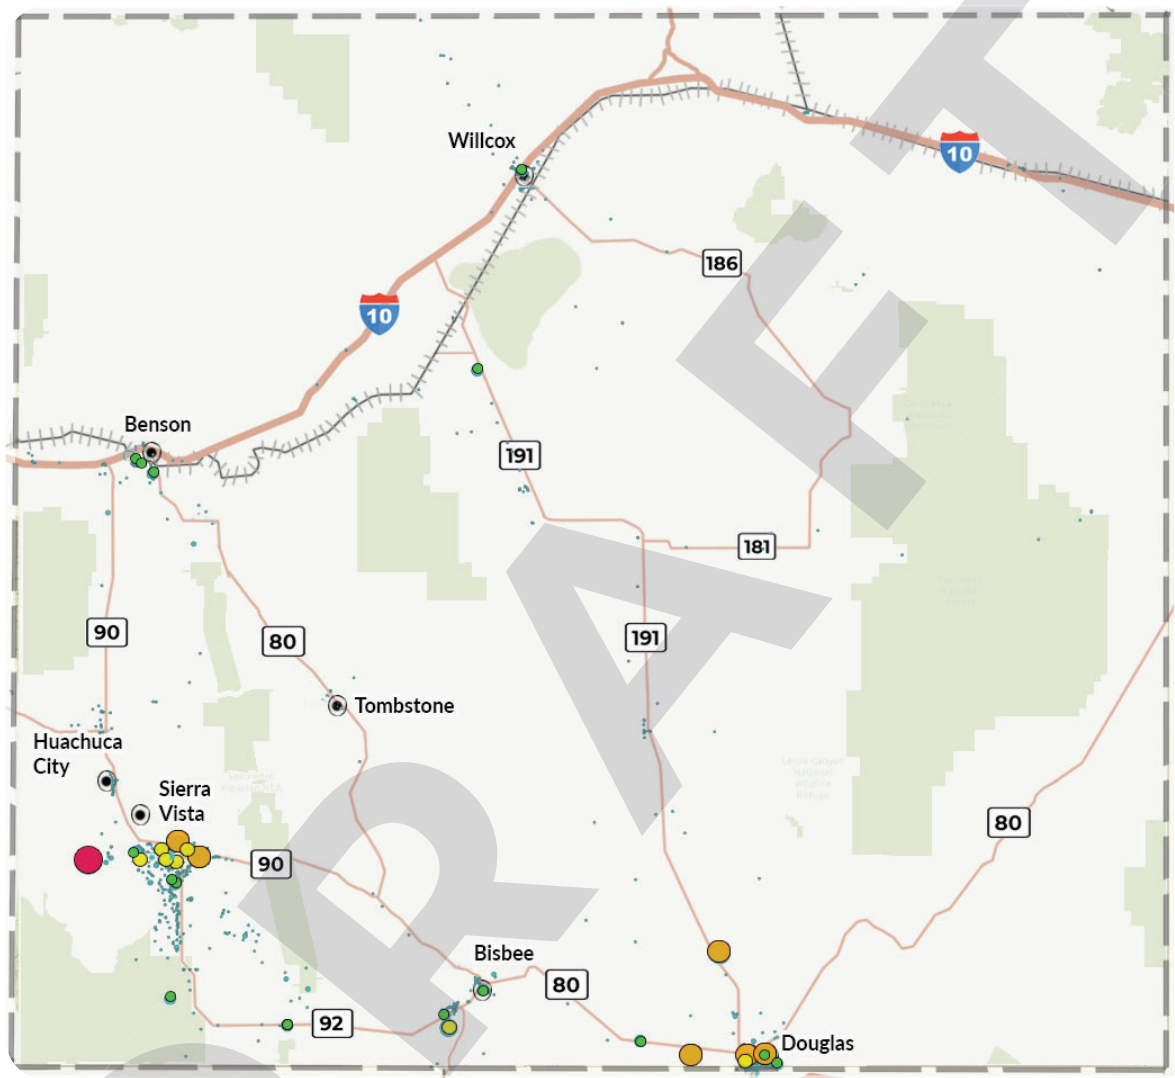 Willcox
10
186
10
Benson
191
181
90
80
191
Tombstone
Huachuca
City
Sierra
Vista
80
90
Bisbee
80
92
Douglas
DRAFT